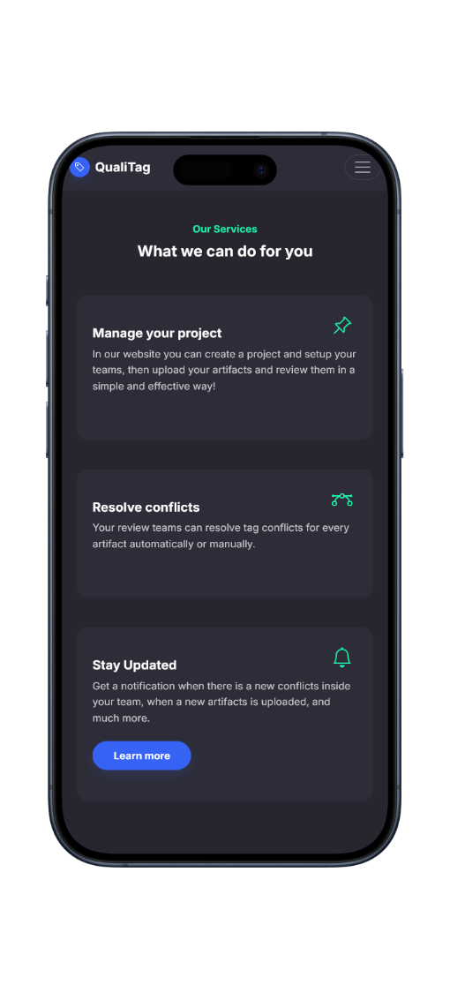 QualiTag
Our Services
What we can do for you
Manage your project
In our website you can create a project and setup your
teams, then upload your artifacts and review them in a
simple and effective way!
Resolve conflicts
Your review teams can resolve tag conflicts for every
artifact automatically or manually.
Stay Updated
Get a notification when there is a new conflicts inside
your team, when a new artifacts is uploaded, and
much more.
Learn more